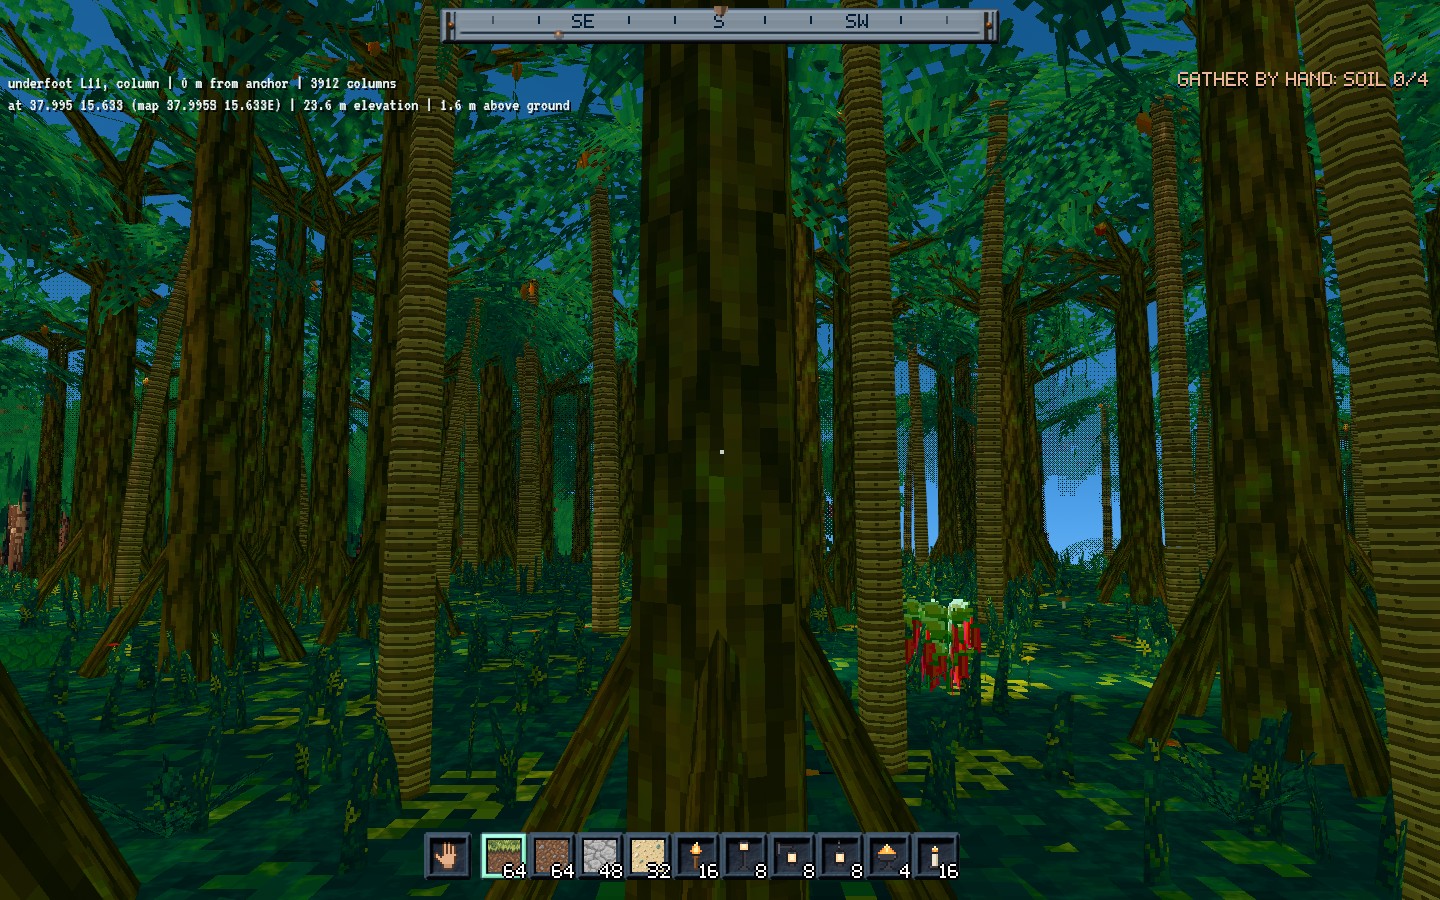 SE S SW
underfoot L11, column | 0 m from anchor | 3912 columns
GATHER BY HAND: SOIL 0/4
at 37.995 15.633 (map 37.995S 15.633E) | 23.6 m elevation | 1.6 m above ground
64 64 48 32 16 8 8 8 4 16